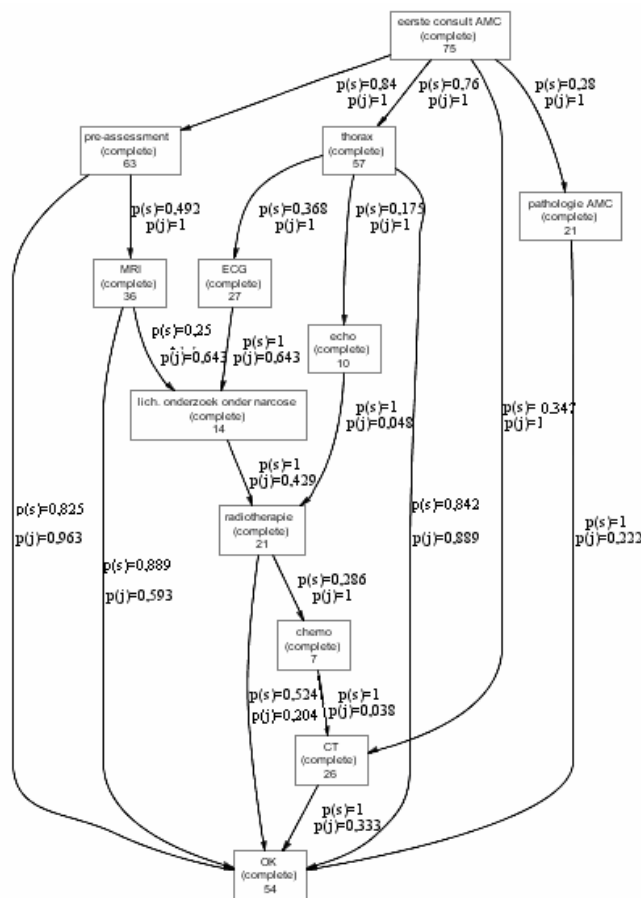 eerste consult AMC
(complete)
75
p(s)=0,84
p(j)=1
p(s)=0,76
p(j)=1
p(s)=0,28
p(j)=1
pre-assessment
(complete)
63
thorax
(complete)
57
pathologie AMC
(complete)
21
p(s)=0,492
p(j)=1
p(s)=0,368
p(j)=1
p(s)=0,175
p(j)=1
MRI
(complete)
36
ECG
(complete)
27
echo
(complete)
10
p(s)=0,25
p(j)=0,643
p(s)=1
p(j)=0,643
lich. onderzoek onder narcose
(complete)
14
p(s)=1
p(j)=0,048
p(s)= 0,347
p(j)=1
p(s)=1
p(j)=0,429
radiotherapie
(complete)
21
p(s)=0,825
p(j)=0,963
p(s)=0,842
p(j)=0,889
p(s)=1
p(j)=0,222
p(s)=0,889
p(j)=0,593
p(s)=0,286
p(j)=1
chemo
(complete)
7
p(s)=0,524
p(j)=0,204
p(s)=1
p(j)=0,038
CT
(complete)
26
p(s)=1
p(j)=0,333
OK
(complete)
54